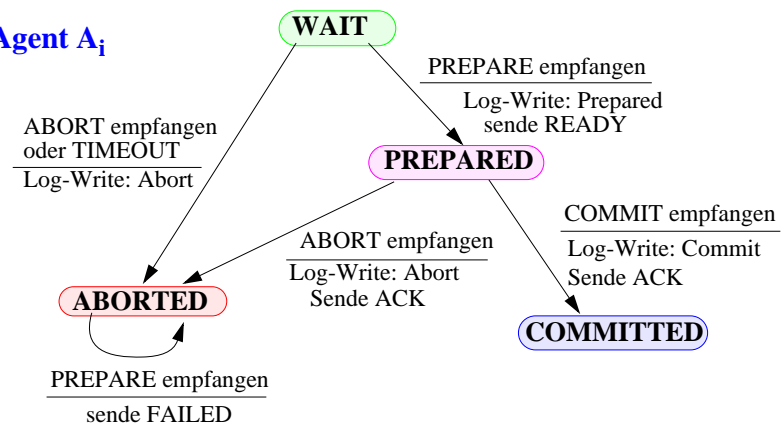 Agent Ai
WAIT
PREPARE empfangen
Log-Write: Prepared
sende READY
ABORT empfangen
oder TIMEOUT
Log-Write: Abort
PREPARED
COMMIT empfangen
Log-Write: Commit
Sende ACK
ABORT empfangen
Log-Write: Abort
Sende ACK
ABORTED
COMMITTED
PREPARE empfangen
sende FAILED